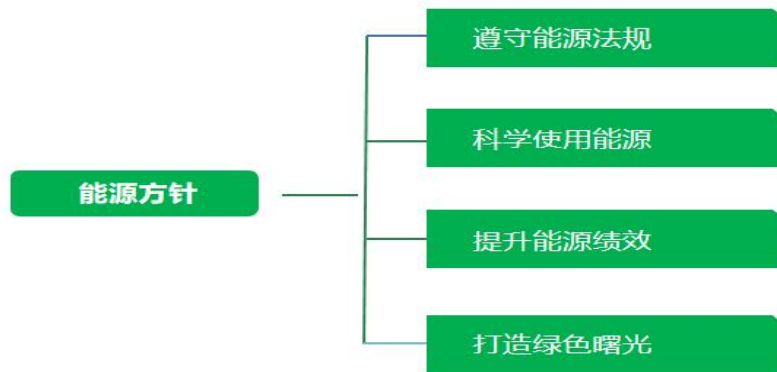 遵守能源法规
科学使用能源
能源方针
提升能源绩效
打造绿色曙光